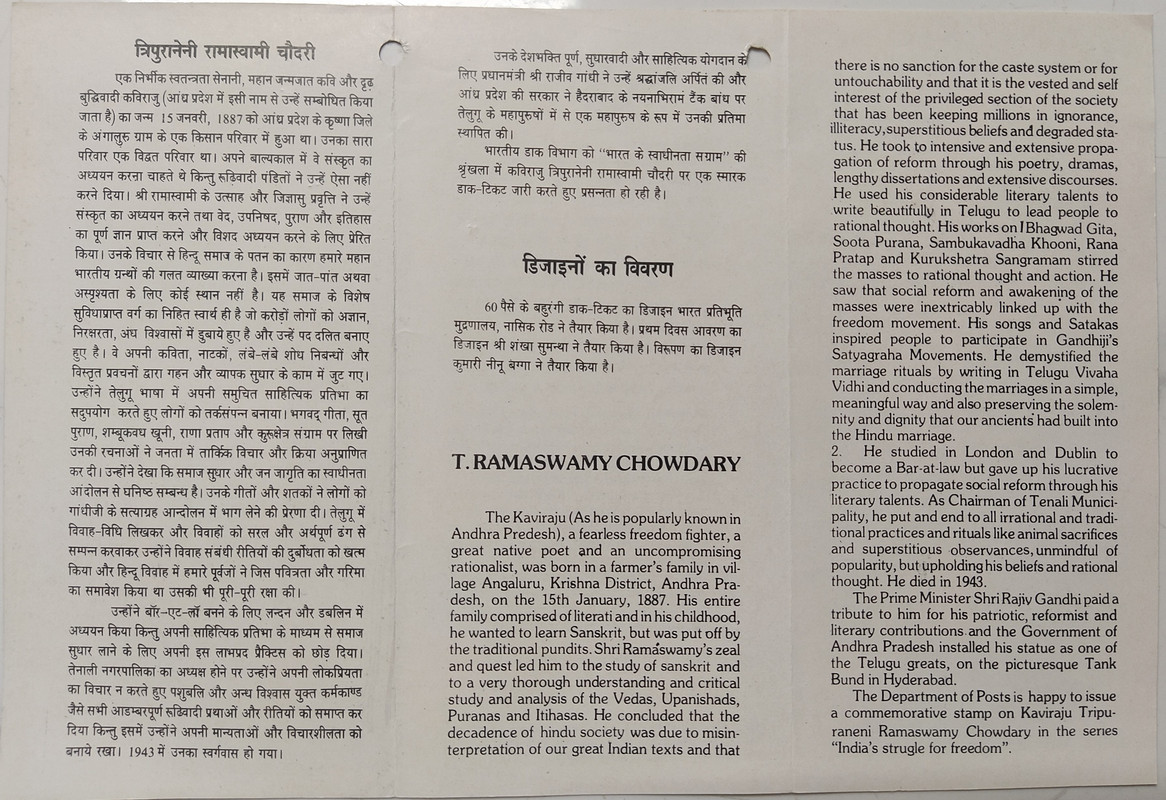 त्रिपुरानेनी रामास्वामी चौदरी
एक निर्भीक स्वतन्त्रता सेनानी, महान जन्मजात कवि और दृढ़
बुद्धिवादी कविराजु (आंध्र प्रदेश में इसी नाम से उन्हें सम्बोधित किया
जाता है) का जन्म 15 जनवरी, 1887 को आंध्र प्रदेश के कृष्णा जिले
के अंगालुरु ग्राम के एक किसान परिवार में हुआ था। उनका सारा
परिवार एक विद्वत परिवार था। अपने बाल्यकाल में वे संस्कृत का
अध्ययन करना चाहते थे किन्तु रूढिवादी पंडितों ने उन्हें ऐसा नहीं
करने दिया। श्री रामास्वामी के उत्साह और जिज्ञासु प्रवृत्ति ने उन्हें
संस्कृत का अध्ययन करने तथा वेद, उपनिषद, पुराण और इतिहास
का पूर्ण ज्ञान प्राप्त करने और विशद अध्ययन करने के लिए प्रेरित
किया। उनके विचार से हिन्दू समाज के पतन का कारण हमारे महान
भारतीय ग्रन्थों की गलत व्याख्या करना है। इसमें जात-पांत अथवा
अस्पृश्यता के लिए कोई स्थान नहीं है। यह समाज के विशेष
सुविधाप्राप्त वर्ग का निहित स्वार्थ ही है जो करोड़ों लोगों को अज्ञान,
निरक्षरता, अंध विश्वासों में डुबाये हुए है और उन्हें पद दलित बनाए
हुए है। वे अपनी कविता, नाटकों, लंबे-लंबे शोध निबन्धों और
विस्तृत प्रवचनों द्वारा गहन और व्यापक सुधार के काम में जुट गए।
उन्होंने तेलुगू भाषा में अपनी समुचित साहित्यिक प्रतिभा का
सदुपयोग करते हुए लोगों को तर्कसंपन्न बनाया। भगवद् गीता, सूत
पुराण, शम्बूकवध खूनी, राणा प्रताप और कुरूक्षेत्र संग्राम पर लिखी
उनकी रचनाओं ने जनता में तार्किक विचार और क्रिया अनुप्राणित
कर दी। उन्होंने देखा कि समाज सुधार और जन जागृति का स्वाधीनता
आंदोलन से घनिष्ठ सम्बन्ध है। उनके गीतों और शतकों ने लोगों को
गांधीजी के सत्याग्रह आन्दोलन में भाग लेने की प्रेरणा दी। तेलुगू में
विवाह-विधि लिखकर और विवाहों को सरल और अर्थपूर्ण ढंग से
सम्पन्न करवाकर उन्होंने विवाह संबंधी रीतियों की दुर्बोधता को खत्म
किया और हिन्दू विवाह में हमारे पूर्वजों ने जिस पवित्रता और गरिमा
का समावेश किया था उसकी भी पूरी-पूरी रक्षा की।
उन्होंने बॉर-एट-लॉ बनने के लिए लन्दन और डबलिन में
अध्ययन किया किन्तु अपनी साहित्यिक प्रतिभा के माध्यम से समाज
सुधार लाने के लिए अपनी इस लाभप्रद प्रैक्टिस को छोड़ दिया।
तेनाली नगरपालिका का अध्यक्ष होने पर उन्होंने अपनी लोकप्रियता
का विचार न करते हुए पशुबलि और अन्ध विश्वास युक्त कर्मकाण्ड
जैसे सभी आडम्बरपूर्ण रूढिवादी प्रथाओं और रीतियों को समाप्त कर
दिया किन्तु इसमें उन्होंने अपनी मान्यताओं और विचारशीलता को
बनाये रखा। 1943 में उनका स्वर्गवास हो गया।
उनके देशभक्ति पूर्ण, सुधारवादी और साहित्यिक योगदान के
लिए प्रधानमंत्री श्री राजीव गांधी ने उन्हें श्रद्धांजलि अर्पित की और
आंध्र प्रदेश की सरकार ने हैदराबाद के नयनाभिराम टैंक बांध पर
तेलुगू के महापुरुषों में से एक महापुरुष के रूप में उनकी प्रतिमा
स्थापित की।
भारतीय डाक विभाग को "भारत के स्वाधीनता सग्राम" की
श्रृंखला में कविराजु त्रिपुरानेनी रामास्वामी चौदरी पर एक स्मारक
डाक-टिकट जारी करते हुए प्रसन्नता हो रही है।
डिजाइनों का विवरण
60 पैसे के बहुरंगी डाक-टिकट का डिजाइन भारत प्रतिभूति
मुद्रणालय, नासिक रोड ने तैयार किया है। प्रथम दिवस आवरण का
डिजाइन श्री शंखा सुमन्था ने तैयार किया है। विरूपण का डिजाइन
कुमारी नीनू बग्गा ने तैयार किया है।
T. RAMASWAMY CHOWDARY
The Kaviraju (As he is popularly known in
Andhra Predesh), a fearless freedom fighter, a
great native poet and an uncompromising
rationalist, was born in a farmer's family in vil-
lage Angaluru, Krishna District, Andhra Pra-
desh, on the 15th January, 1887. His entire
family comprised of literati and in his childhood,
he wanted to learn Sanskrit, but was put off by
the traditional pundits. Shri Ramaswamy's zeal
and quest led him to the study of sanskrit and
to a very thorough understanding and critical
study and analysis of the Vedas, Upanishads,
Puranas and Itihasas. He concluded that the
decadence of hindu society was due to misin-
terpretation of our great Indian texts and that
there is no sanction for the caste system or for
untouchability and that it is the vested and self
interest of the privileged section of the society
that has been keeping millions in ignorance,
illiteracy,superstitious beliefs and degraded sta-
tus. He took to intensive and extensive propa-
gation of reform through his poetry, dramas,
lengthy dissertations and extensive discourses.
He used his considerable literary talents to
write beautifully in Telugu to lead people to
rational thought. His works on Bhagwad Gita,
Soota Purana, Sambukavadha Khooni, Rana
Pratap and Kurukshetra Sangramam stirred
the masses to rational thought and action. He
saw that social reform and awakening of the
masses were inextricably linked up with the
freedom movement. His songs and Satakas
inspired people to participate in Gandhiji's
Satyagraha Movements. He demystified the
marriage rituals by writing in Telugu Vivaha
Vidhi and conducting the marriages in a simple,
meaningful way and also preserving the solem-
nity and dignity that our ancients had built into
the Hindu marriage.
2. He studied in London and Dublin to
become a Bar-at-law but gave up his lucrative
practice to propagate social reform through his
literary talents. As Chairman of Tenali Munici-
pality, he put and end to all irrational and tradi-
tional practices and rituals like animal sacrifices
and superstitious observances, unmindful of
popularity, but upholding his beliefs and rational
thought. He died in 1943.
The Prime Minister Shri Rajiv Gandhi paid a
tribute to him for his patriotic, reformist and
literary contributions and the Government of
Andhra Pradesh installed his statue as one of
the Telugu greats, on the picturesque Tank
Bund in Hyderabad.
The Department of Posts is happy to issue
a commemorative stamp on Kaviraju Tripu-
raneni Ramaswamy Chowdary in the series
"India's strugle for freedom".